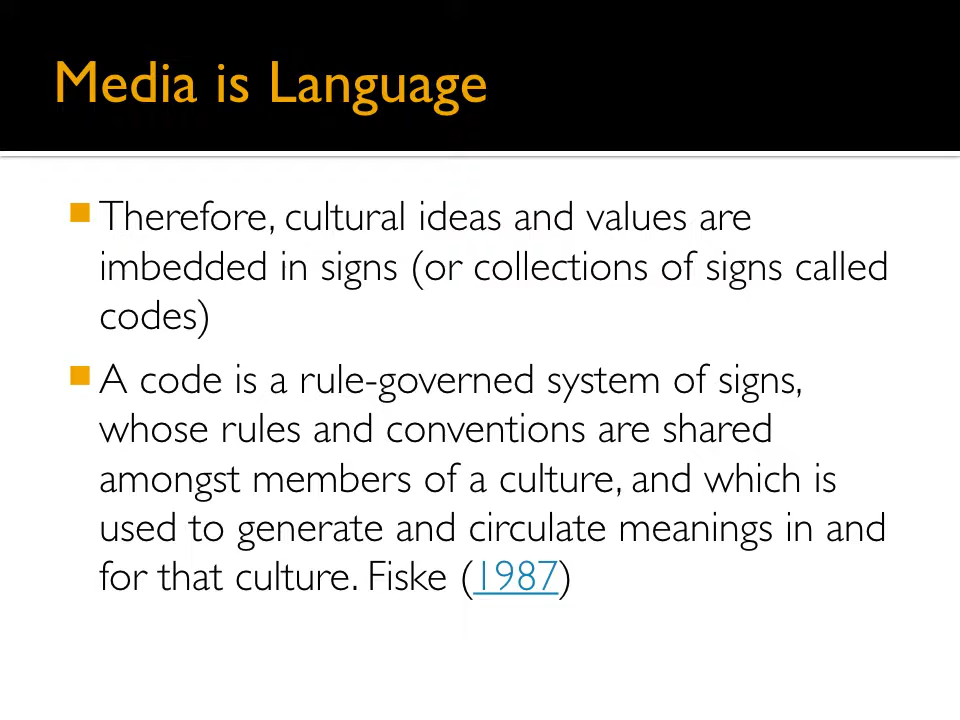 Media is Language
Therefore, cultural ideas and values are
imbedded in signs (or collections of signs called
codes)
A code is a rule-governed system of signs,
whose rules and conventions are shared
amongst members of a culture, and which is
used to generate and circulate meanings in and
for that culture. Fiske (1987)